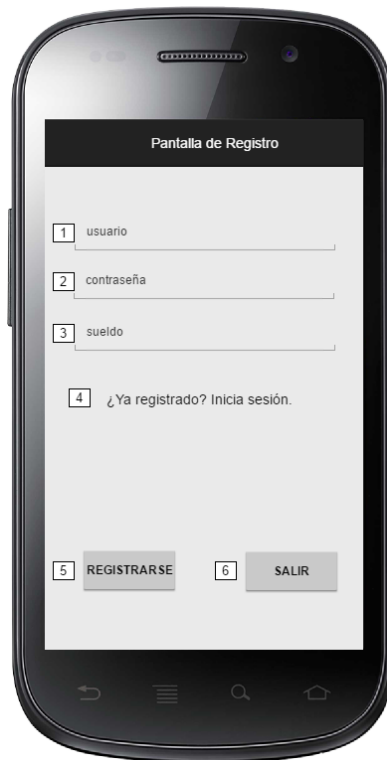 Pantalla de Registro
1 usuario
2 contraseña
3 sueldo
4 ¿Ya registrado? Inicia sesión.
5 REGISTRARSE 6 SALIR